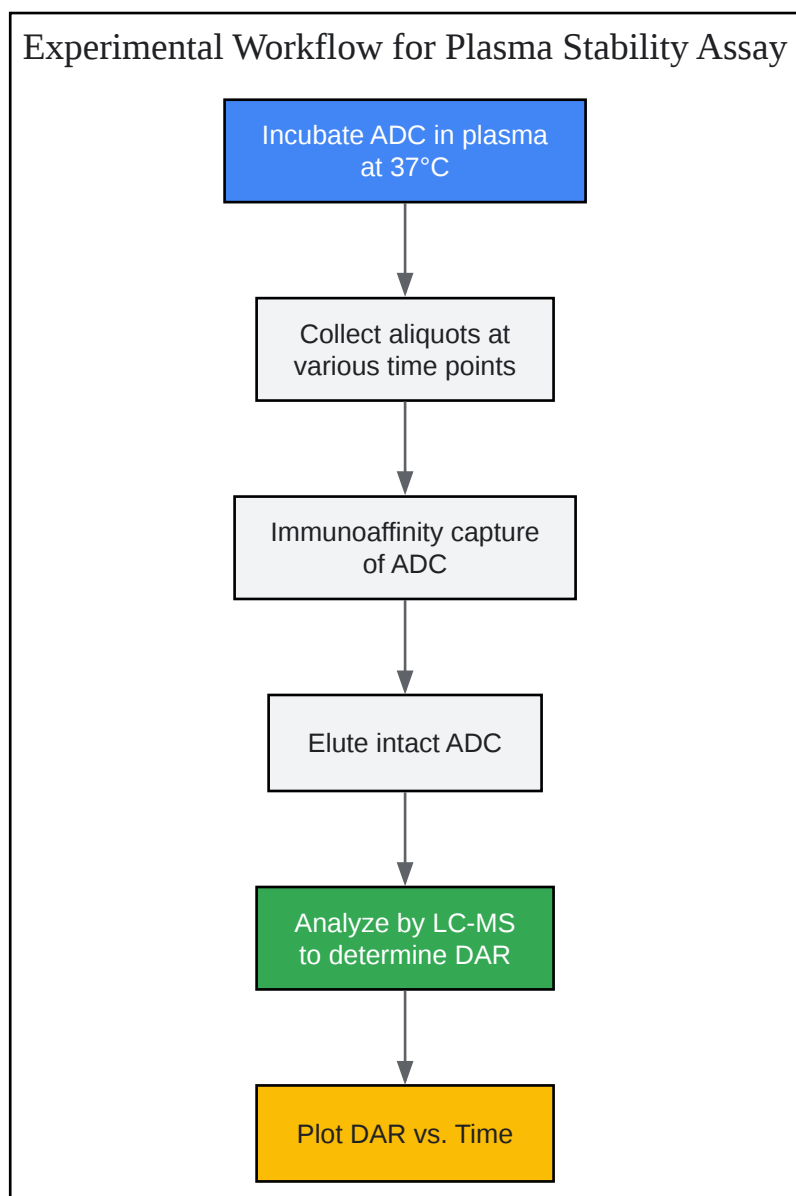 Experimental Workflow for Plasma Stability Assay
Incubate ADC in plasma
at 37°C
Collect aliquots at
various time points
Immunoaffinity capture
of ADC
Elute intact ADC
Analyze by LC-MS
to determine DAR
Plot DAR vs. Time